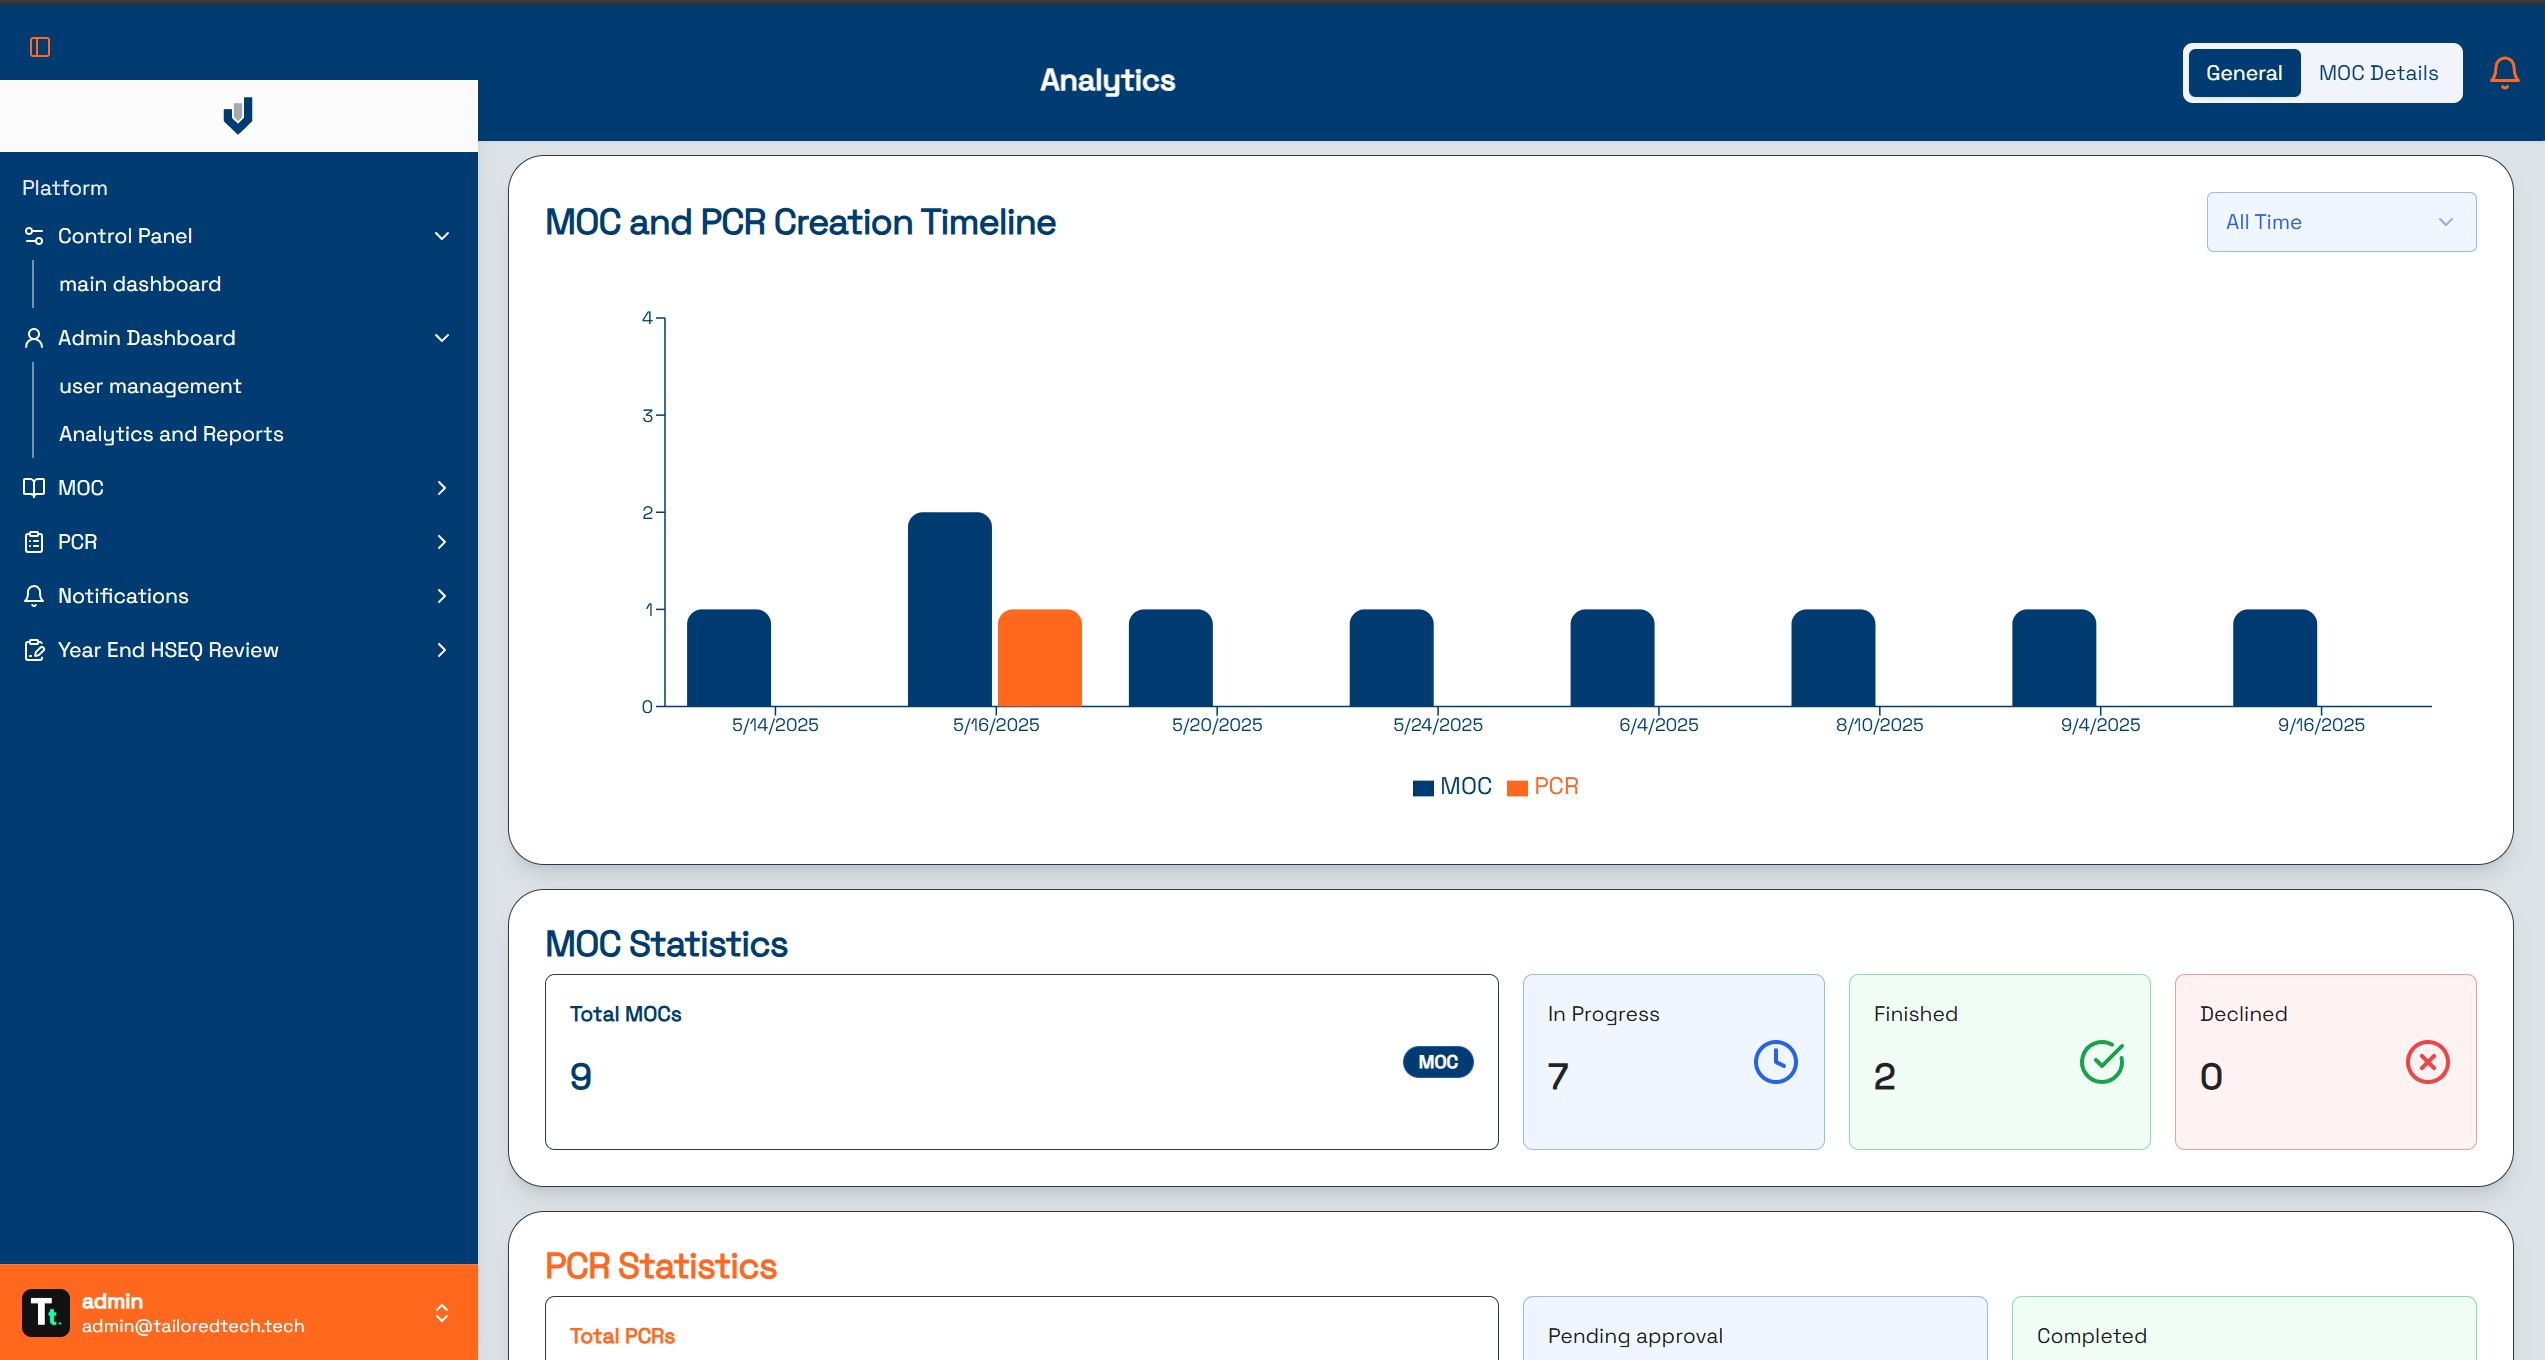 Analytics
General
MOC Details
Platform
Control Panel
main dashboard
Admin Dashboard
user management
Analytics and Reports
MOC
PCR
Notifications
Year End HSEQ Review
Tt.
admin
admin@tailoredtech.tech
MOC and PCR Creation Timeline
All Time
4
3
2
1
0
5/14/2025 5/16/2025 5/20/2025 5/24/2025 6/4/2025 8/10/2025 9/4/2025 9/16/2025
MOC PCR
MOC Statistics
Total MOCs
9
MOC
In Progress
7
Finished
2
Declined
0
PCR Statistics
Total PCRs
Pending approval
Completed